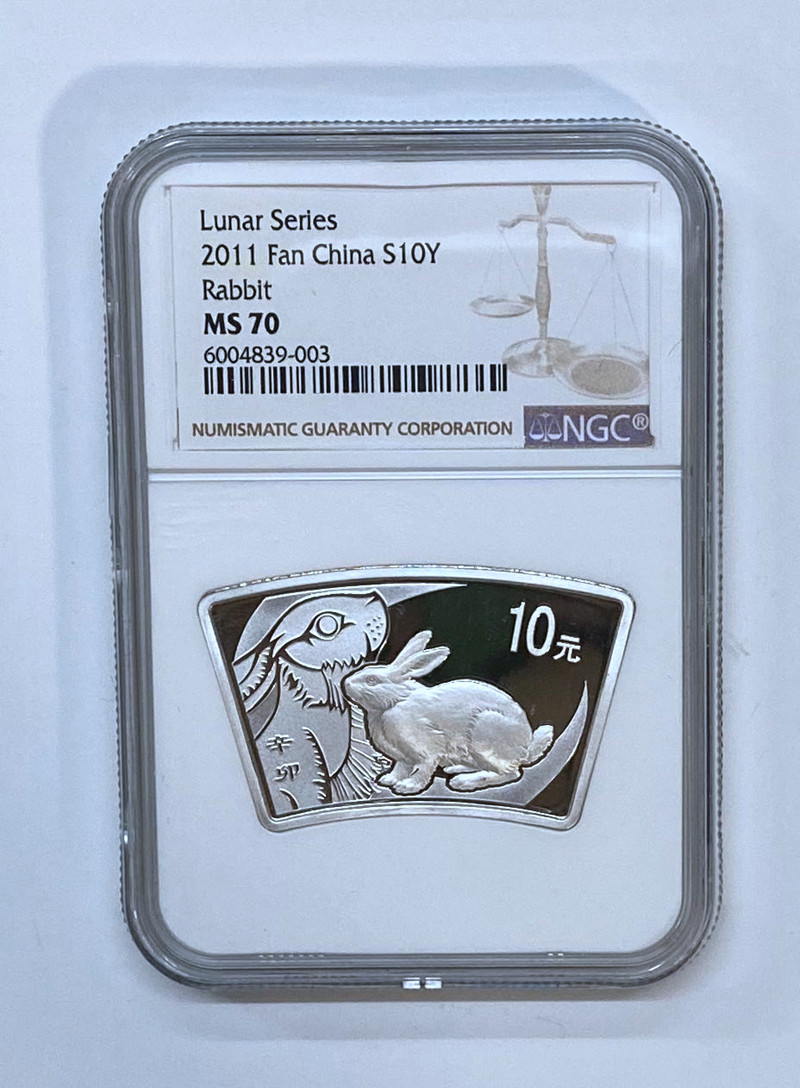 Lunar Series
2011 Fan China S10Y
Rabbit
MS 70
6004839-003
NUMISMATIC GUARANTY CORPORATION NGC®
10元
辛
卯